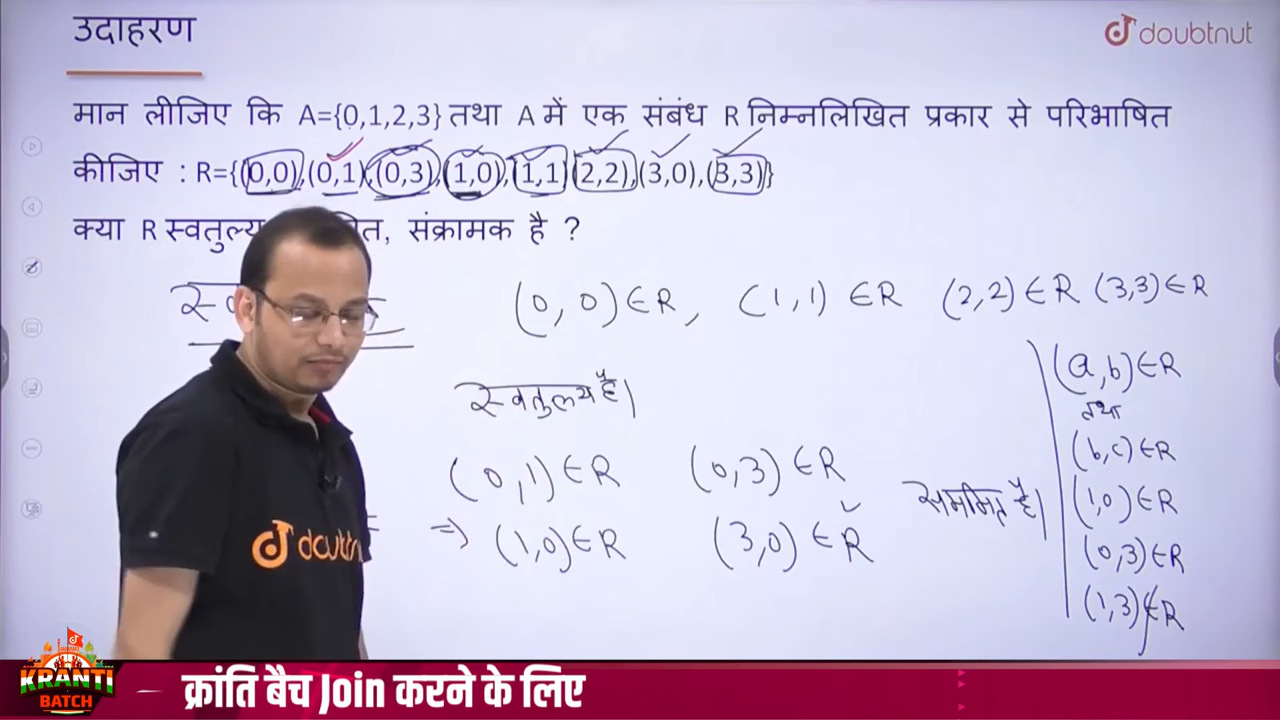 उदाहरण
doubtnut
मान लीजिए कि A={0,1,2,3} तथा A में एक संबंध R निम्नलिखित प्रकार से परिभाषित
कीजिए : R={(0,0),(0,1),(0,3),(1,0),(1,1)(2,2),(3,0),(3,3)}
क्या R स्वतुल्य, संक्रामक है ?
(0,0)∈R, (1,1) ∈R (2,2)∈R (3,3)∈R
स्वतुल्य है।
(0,1)∈R (0,3)∈R
⇒ (1,0)∈R (3,0)∈R
सममित है।
(a,b)∈R
तथा
(b,c)∈R
(1,0)∈R
(0,3)∈R
(1,3)∉R
doubtn
KRANTI
BATCH
क्रांति बैच Join करने के लिए